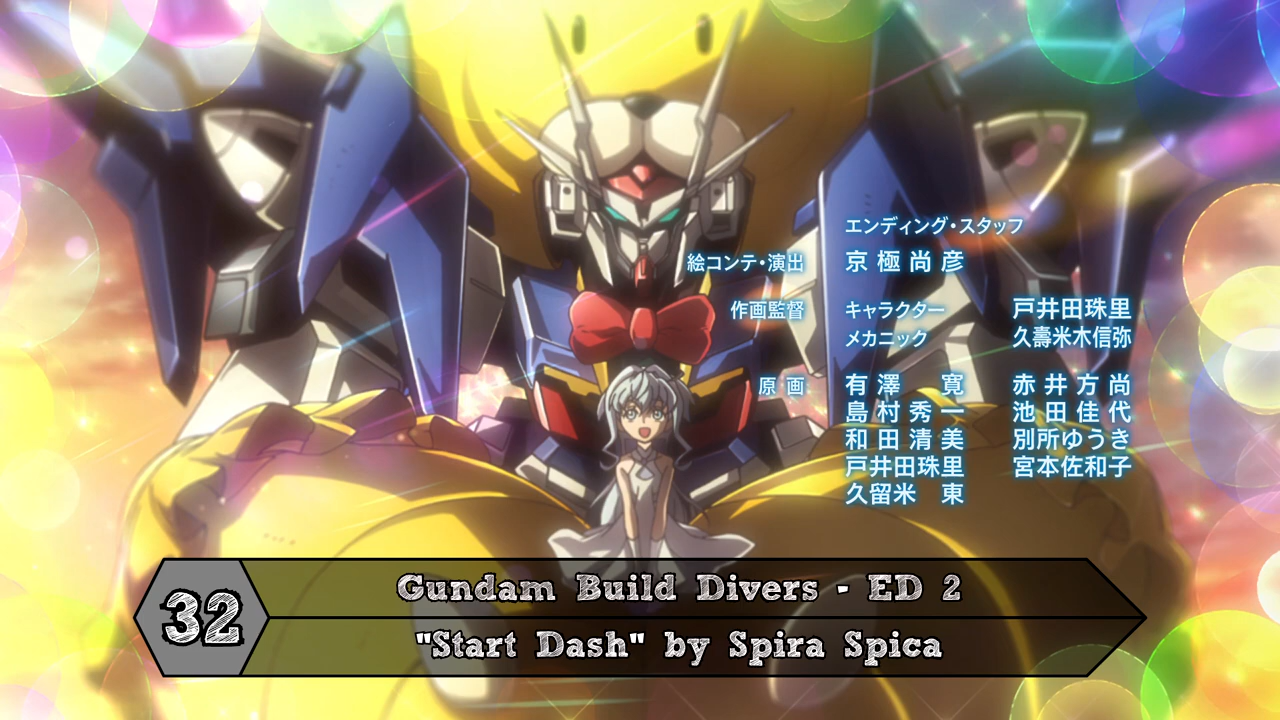 エンディング・スタッフ
絵コンテ・演出 京極尚彦
作画監督 キャラクター 戸井田珠里
メカニック 久壽米木信弥
原画 有澤 寛 赤井方尚
島村秀一 池田佳代
和田清美 別所ゆうき
戸井田珠里 宮本佐和子
久留米 東
32
Gundam Build Divers - ED 2
"Start Dash" by Spira Spica